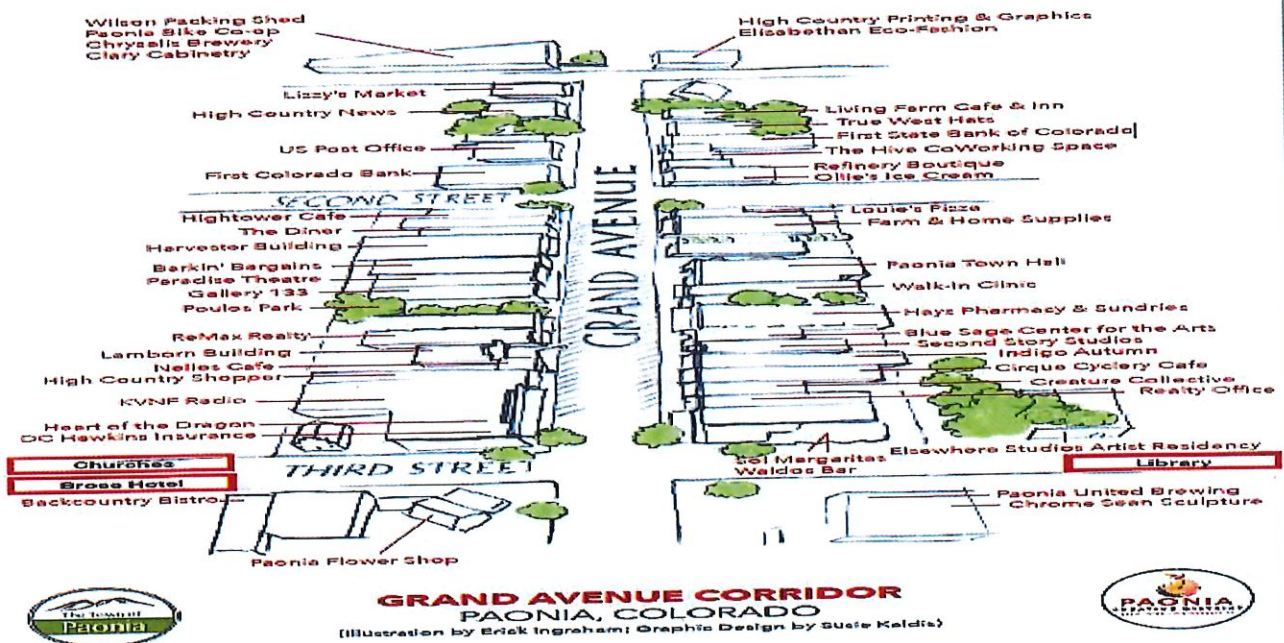 Wilson Packing Shed
Paonia Bike Co-op
Chrysalis Brewery
Clary Cabinetry
High Country Printing & Graphics
Elizabethan Eco-Fashion
Lizzy's Market
High Country News
US Post Office
First Colorado Bank
Living Farm Cafe & Inn
True West Hats
First State Bank of Colorado
The Hive CoWorking Space
Refinery Boutique
Ollie's Ice Cream
SECOND STREET
GRAND AVENUE
Hightower Cafe
The Diner
Harvester Building
Barkin' Bargains
Paradise Theatre
Gallery 133
Poulos Park
ReMax Realty
Lamborn Building
Nelles Cafe
High Country Shopper
KVNF Radio
Heart of the Dragon
DC Hawkins Insurance
Louie's Pizza
Farm & Home Supplies
Paonia Town Hall
Walk-In Clinic
Hays Pharmacy & Sundries
Blue Sage Center for the Arts
Second Story Studios
Indigo Autumn
Cirque Cyclery Cafe
Creature Collective
Realty Office
Elsewhere Studios Artist Residency
Margaritas
Waldos Bar
Churches
Library
THIRD STREET
Bross Hotel
Backcountry Bistro
Paonia Flower Shop
Paonia United Brewing
Chrome Sean Sculpture
The Town of
Paonia
GRAND AVENUE CORRIDOR
PAONIA, COLORADO
(Illustration by Erick Ingraham; Graphic Design by Susie Kaldis)
PAONIA